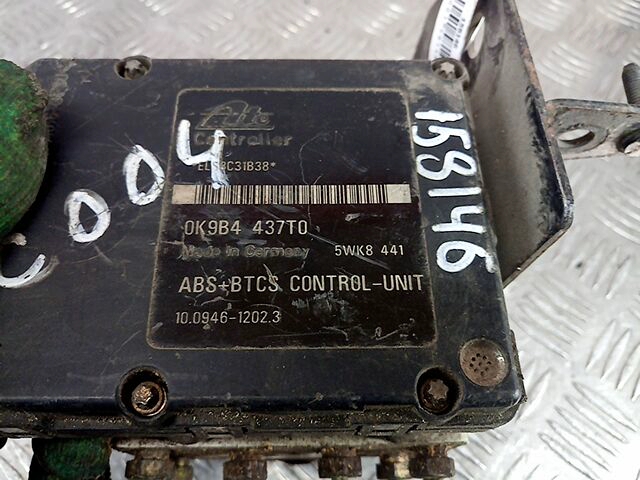 Ate
Controller
0K9B4 437T0
Made in Germany 5WK8 441
ABS+BTCS CONTROL-UNIT
10.0946-1202.3
C004
158146